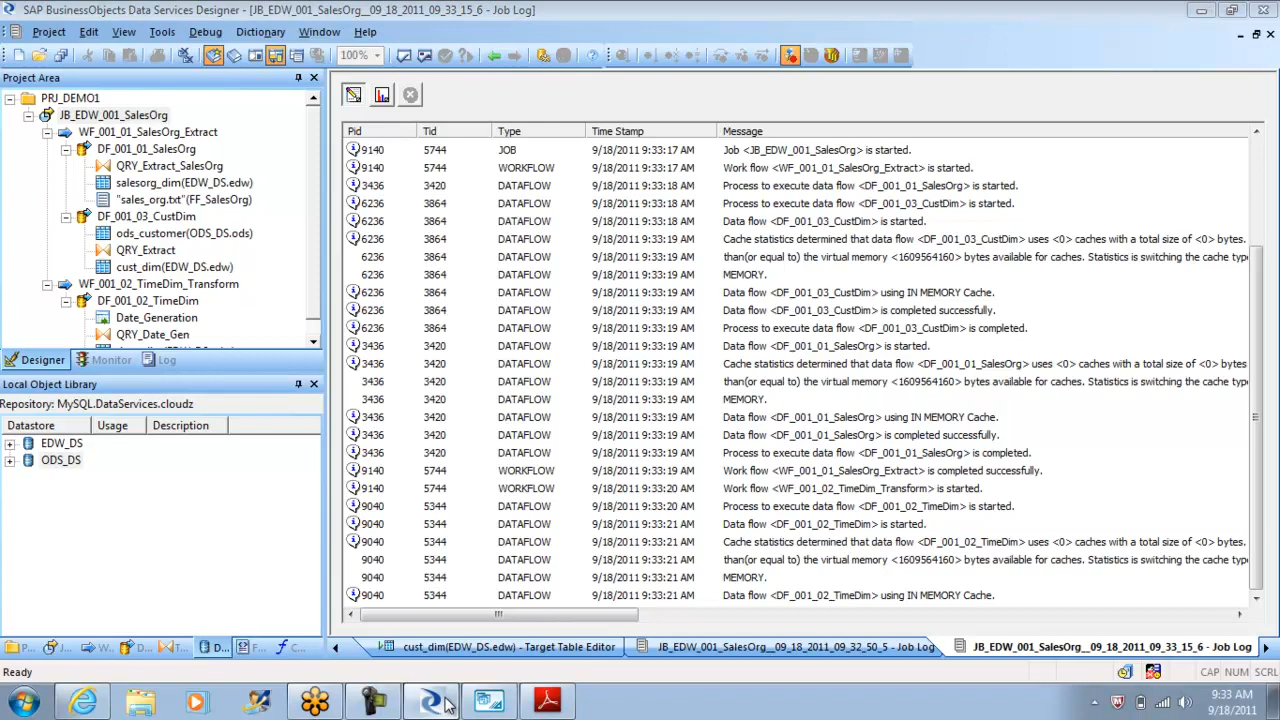 SAP BusinessObjects Data Services Designer - [JB_EDW_001_SalesOrg__09_18_2011_09_33_15_6 - Job Log]
Project Edit View Tools Debug Dictionary Window Help
100%
Project Area
PRJ_DEMO1
JB_EDW_001_SalesOrg
WF_001_01_SalesOrg_Extract
DF_001_01_SalesOrg
QRY_Extract_SalesOrg
salesorg_dim(EDW_DS.edw)
"sales_org.txt"(FF_SalesOrg)
DF_001_03_CustDim
ods_customer(ODS_DS.ods)
QRY_Extract
cust_dim(EDW_DS.edw)
WF_001_02_TimeDim_Transform
DF_001_02_TimeDim
Date_Generation
QRY_Date_Gen
Designer Monitor Log
Local Object Library
Repository: MySQL.DataServices.cloudz
Datastore Usage Description
EDW_DS
ODS_DS
P... J... W... D... T... D... F... C...
Pid Tid Type Time Stamp Message
9140 5744 JOB 9/18/2011 9:33:17 AM Job <JB_EDW_001_SalesOrg> is started.
9140 5744 WORKFLOW 9/18/2011 9:33:17 AM Work flow <WF_001_01_SalesOrg_Extract> is started.
3436 3420 DATAFLOW 9/18/2011 9:33:18 AM Process to execute data flow <DF_001_01_SalesOrg> is started.
6236 3864 DATAFLOW 9/18/2011 9:33:18 AM Process to execute data flow <DF_001_03_CustDim> is started.
6236 3864 DATAFLOW 9/18/2011 9:33:19 AM Data flow <DF_001_03_CustDim> is started.
6236 3864 DATAFLOW 9/18/2011 9:33:19 AM Cache statistics determined that data flow <DF_001_03_CustDim> uses <0> caches with a total size of <0> bytes.
6236 3864 DATAFLOW 9/18/2011 9:33:19 AM than(or equal to) the virtual memory <1609564160> bytes available for caches. Statistics is switching the cache type
6236 3864 DATAFLOW 9/18/2011 9:33:19 AM MEMORY.
6236 3864 DATAFLOW 9/18/2011 9:33:19 AM Data flow <DF_001_03_CustDim> using IN MEMORY Cache.
6236 3864 DATAFLOW 9/18/2011 9:33:19 AM Data flow <DF_001_03_CustDim> is completed successfully.
6236 3864 DATAFLOW 9/18/2011 9:33:19 AM Process to execute data flow <DF_001_03_CustDim> is completed.
3436 3420 DATAFLOW 9/18/2011 9:33:19 AM Data flow <DF_001_01_SalesOrg> is started.
3436 3420 DATAFLOW 9/18/2011 9:33:19 AM Cache statistics determined that data flow <DF_001_01_SalesOrg> uses <0> caches with a total size of <0> bytes
3436 3420 DATAFLOW 9/18/2011 9:33:19 AM than(or equal to) the virtual memory <1609564160> bytes available for caches. Statistics is switching the cache type
3436 3420 DATAFLOW 9/18/2011 9:33:19 AM MEMORY.
3436 3420 DATAFLOW 9/18/2011 9:33:19 AM Data flow <DF_001_01_SalesOrg> using IN MEMORY Cache.
3436 3420 DATAFLOW 9/18/2011 9:33:19 AM Data flow <DF_001_01_SalesOrg> is completed successfully.
3436 3420 DATAFLOW 9/18/2011 9:33:19 AM Process to execute data flow <DF_001_01_SalesOrg> is completed.
9140 5744 WORKFLOW 9/18/2011 9:33:20 AM Work flow <WF_001_01_SalesOrg_Extract> is completed successfully.
9140 5744 WORKFLOW 9/18/2011 9:33:20 AM Work flow <WF_001_02_TimeDim_Transform> is started.
9040 5344 DATAFLOW 9/18/2011 9:33:20 AM Process to execute data flow <DF_001_02_TimeDim> is started.
9040 5344 DATAFLOW 9/18/2011 9:33:21 AM Data flow <DF_001_02_TimeDim> is started.
9040 5344 DATAFLOW 9/18/2011 9:33:21 AM Cache statistics determined that data flow <DF_001_02_TimeDim> uses <0> caches with a total size of <0> bytes.
9040 5344 DATAFLOW 9/18/2011 9:33:21 AM than(or equal to) the virtual memory <1609564160> bytes available for caches. Statistics is switching the cache type
9040 5344 DATAFLOW 9/18/2011 9:33:21 AM MEMORY.
9040 5344 DATAFLOW 9/18/2011 9:33:21 AM Data flow <DF_001_02_TimeDim> using IN MEMORY Cache.
cust_dim(EDW_DS.edw) - Target Table Editor JB_EDW_001_SalesOrg__09_18_2011_09_32_50_5 - Job Log JB_EDW_001_SalesOrg__09_18_2011_09_33_15_6 - Job Log
Ready CAP NUM SCRL
9:33 AM
9/18/2011